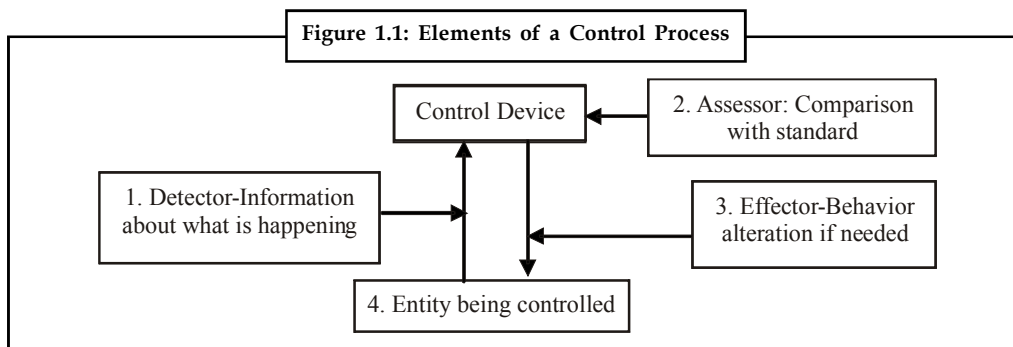 Figure 1.1: Elements of a Control Process
Control Device
2. Assessor: Comparison
with standard
1. Detector-Information
about what is happening
3. Effector-Behavior
alteration if needed
4. Entity being controlled